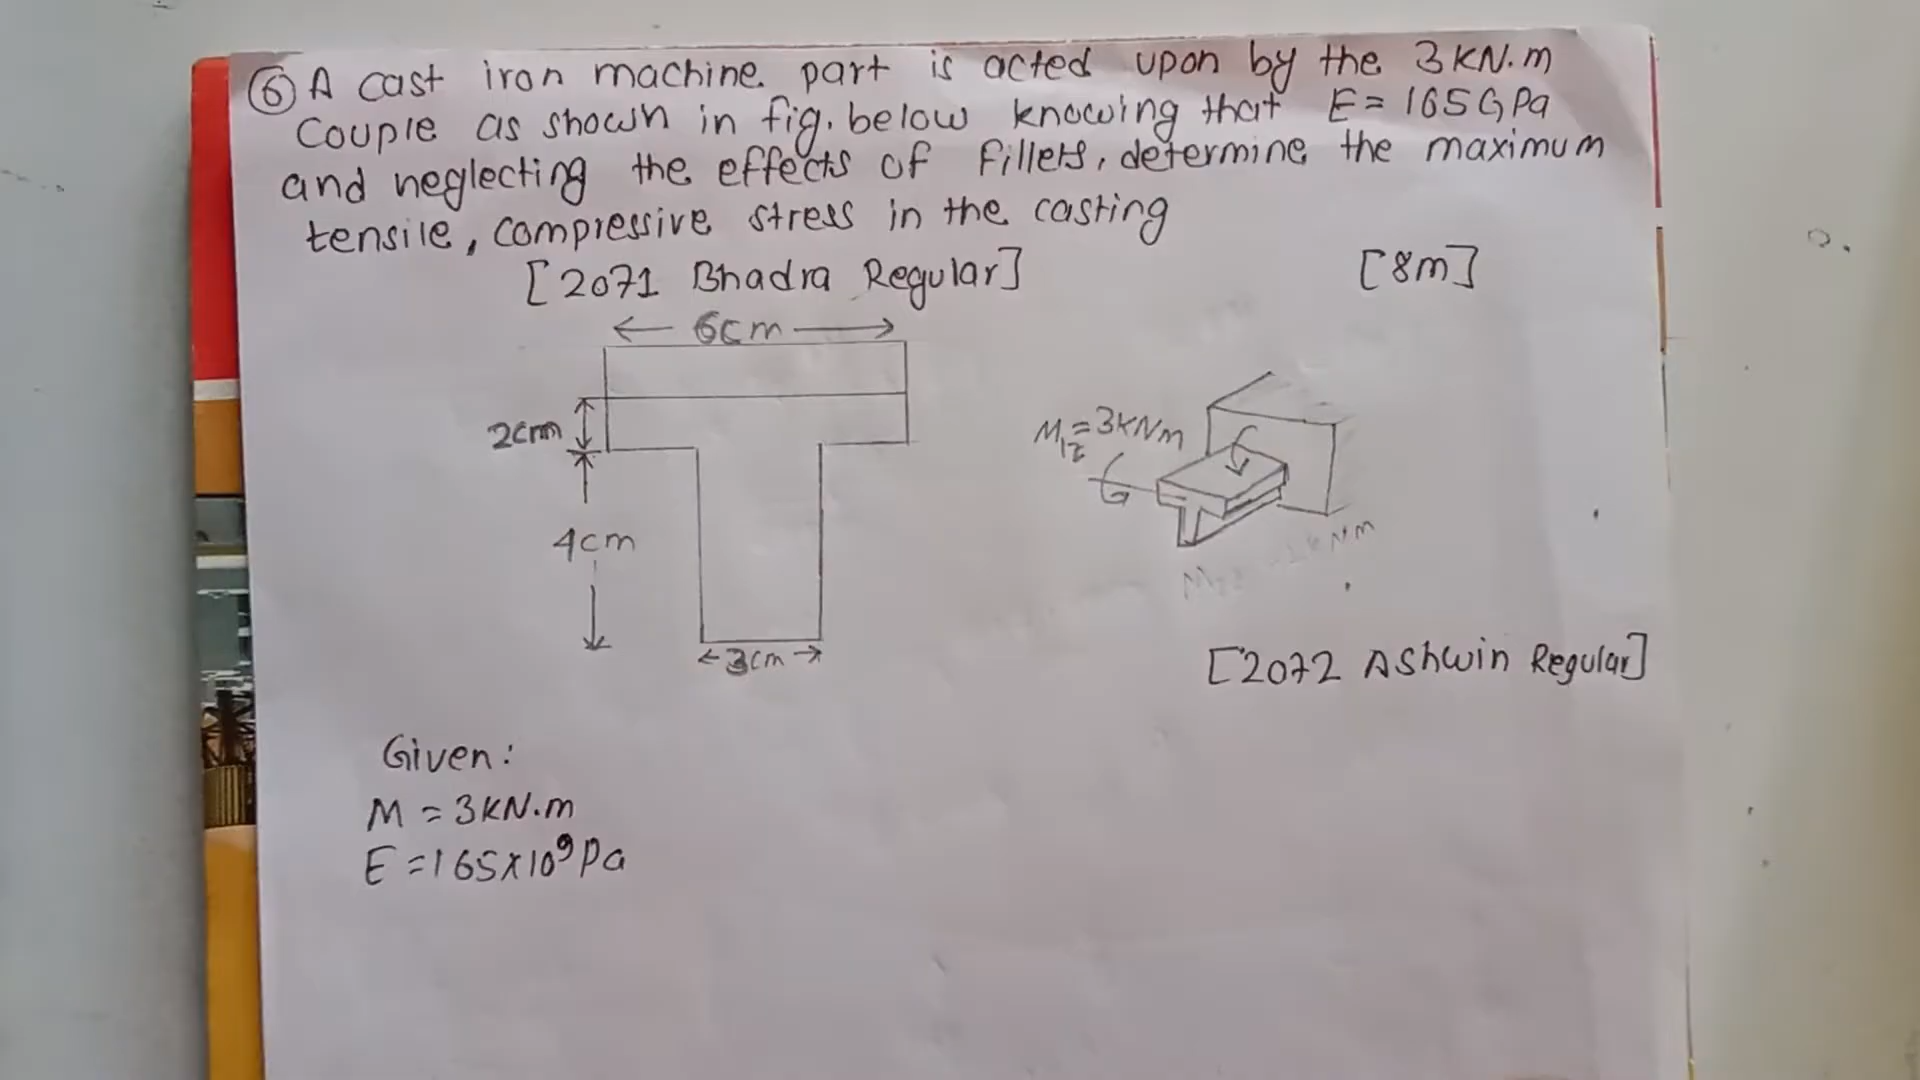 ⑥ A cast iron machine part is acted upon by the 3KN.m
Couple as shown in fig. below knowing that E = 165GPa
and neglecting the effects of fillets, determine the maximum
tensile, compressive stress in the casting
[2071 Bhadra Regular] [8m]
6cm
2cm
4cm
3cm
= 3KNm
[2072 Ashwin Regular]
Given:
M = 3KN.m
E = 165×10⁹ Pa